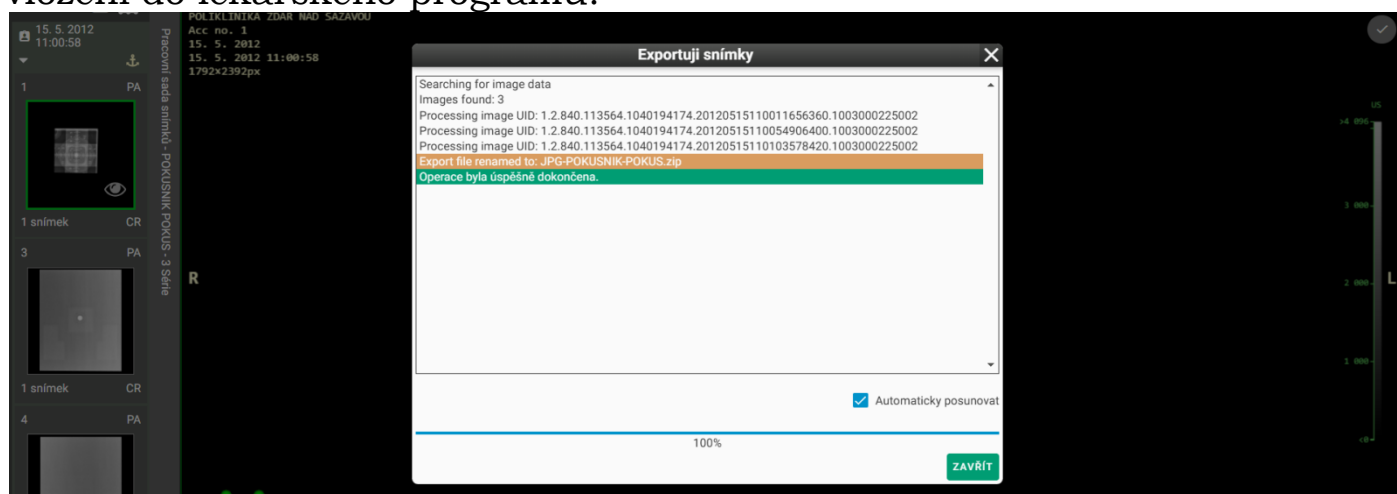 vložení do lékařského programu.
15. 5. 2012
11:00:58
1
PA
1 snímek
CR
3
PA
1 snímek
CR
4
PA
Pracovní sada snímků - POKUSNIK POKUS - 3 Série
POLIKLINIKA ZDAR NAD SAZAVOU
Acc no. 1
15. 5. 2012
15. 5. 2012 11:00:58
1792×2392px
R
Exportuji snímky
Searching for image data
Images found: 3
Processing image UID: 1.2.840.113564.1040194174.20120515110011656360.1003000225002
Processing image UID: 1.2.840.113564.1040194174.20120515110054906400.1003000225002
Processing image UID: 1.2.840.113564.1040194174.20120515110103578420.1003000225002
Export file renamed to: JPG-POKUSNIK-POKUS.zip
Operace byla úspěšně dokončena.
Automaticky posunovat
100%
ZAVŘÍT
US
>4 096
3 000
2 000
L
1 000
<0